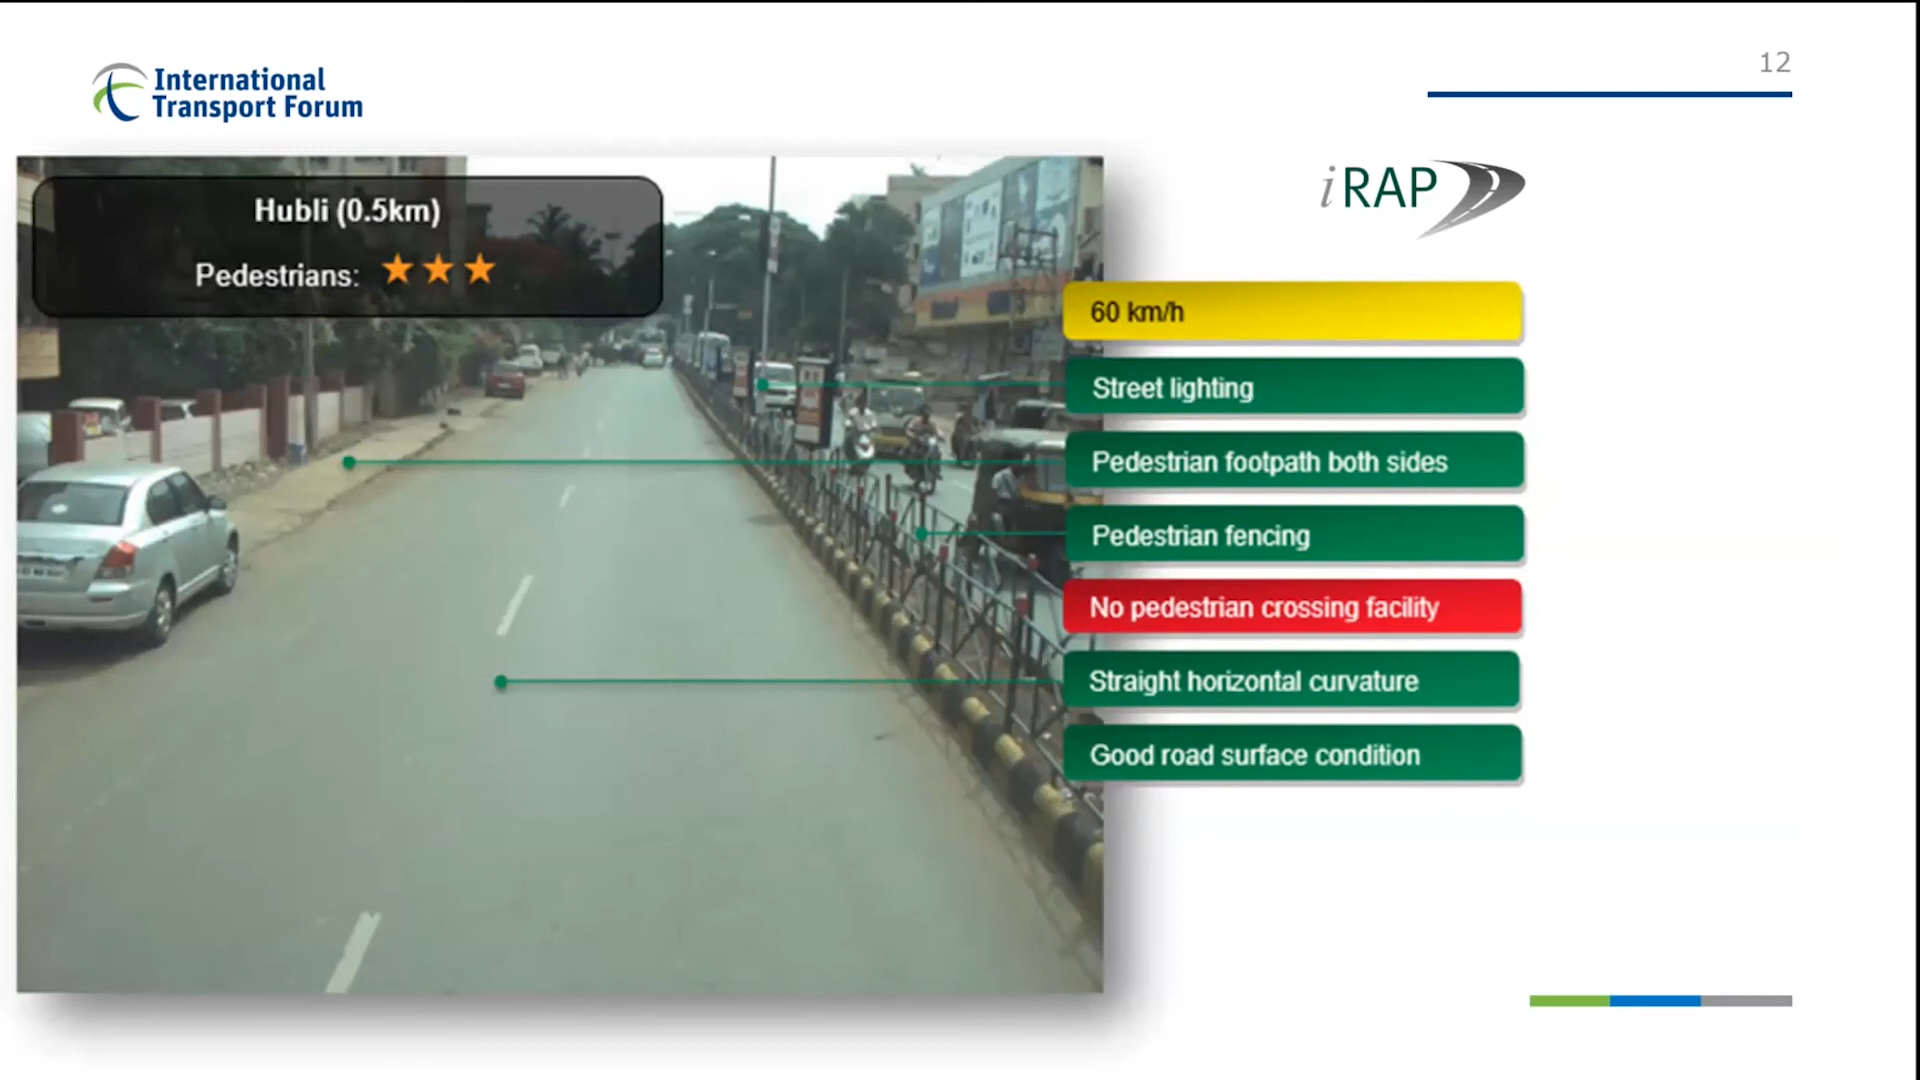 12
International
Transport Forum
iRAP
Hubli (0.5km)
Pedestrians:
60 km/h
Street lighting
Pedestrian footpath both sides
Pedestrian fencing
No pedestrian crossing facility
Straight horizontal curvature
Good road surface condition